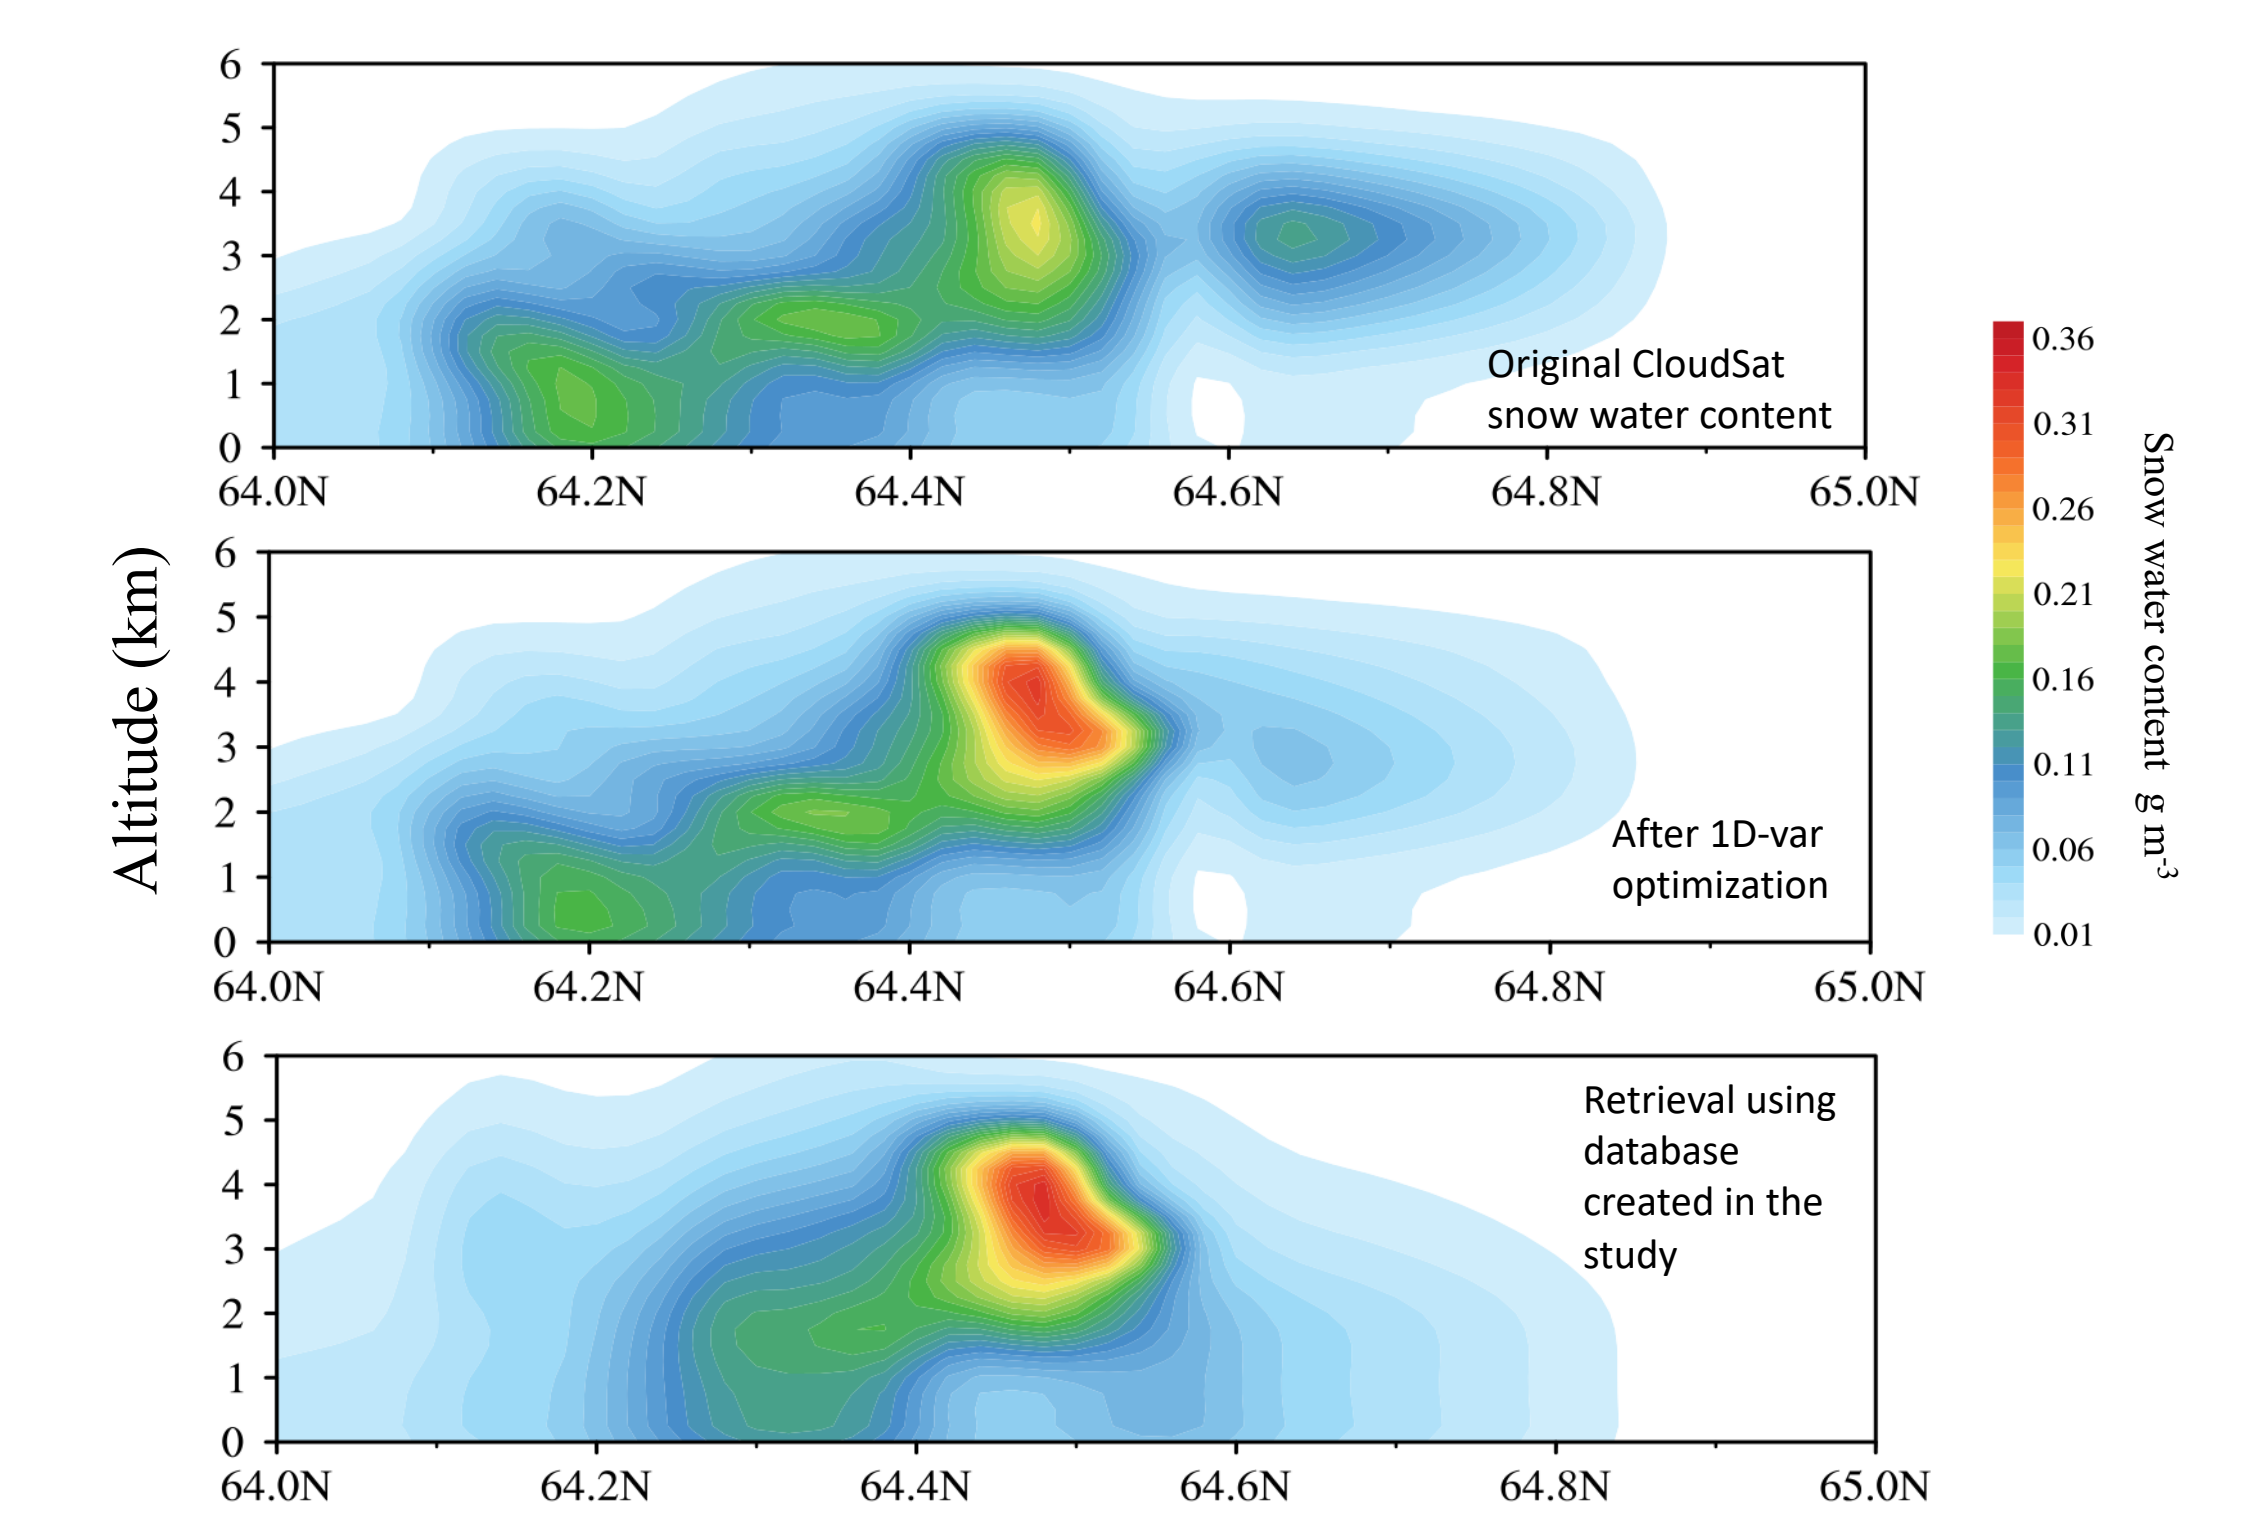 6
5
4
3
2
1
0
Original CloudSat
snow water content
64.0N 64.2N 64.4N 64.6N 64.8N 65.0N
Altitude (km)
6
5
4
3
2
1
0
After 1D-var
optimization
64.0N 64.2N 64.4N 64.6N 64.8N 65.0N
6
5
4
3
2
1
0
Retrieval using
database
created in the
study
64.0N 64.2N 64.4N 64.6N 64.8N 65.0N
0.36
0.31
0.26
0.21
0.16
0.11
0.06
0.01
Snow water content g m-3